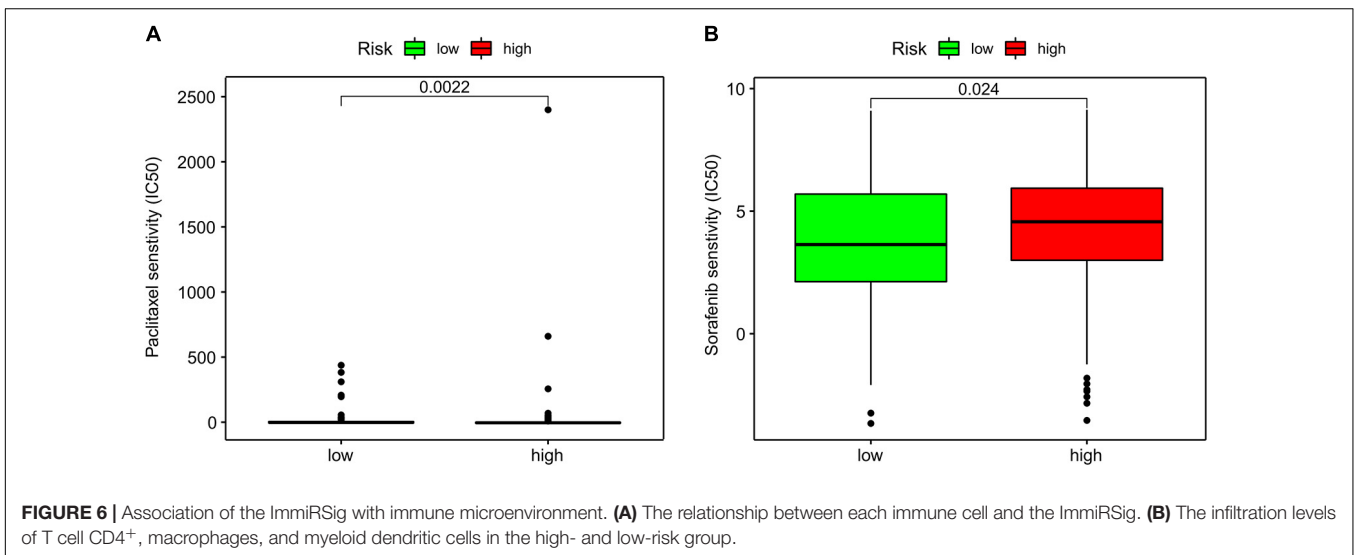 A
Risk low high
Paclitaxel senstivity (IC50)
2500
2000
1500
1000
500
0
0.0022
low high
B
Risk low high
Sorafenib senstivity (IC50)
10
5
0
0.024
low high
FIGURE 6 | Association of the ImmiRSig with immune microenvironment. (A) The relationship between each immune cell and the ImmiRSig. (B) The infiltration levels
of T cell CD4+, macrophages, and myeloid dendritic cells in the high- and low-risk group.